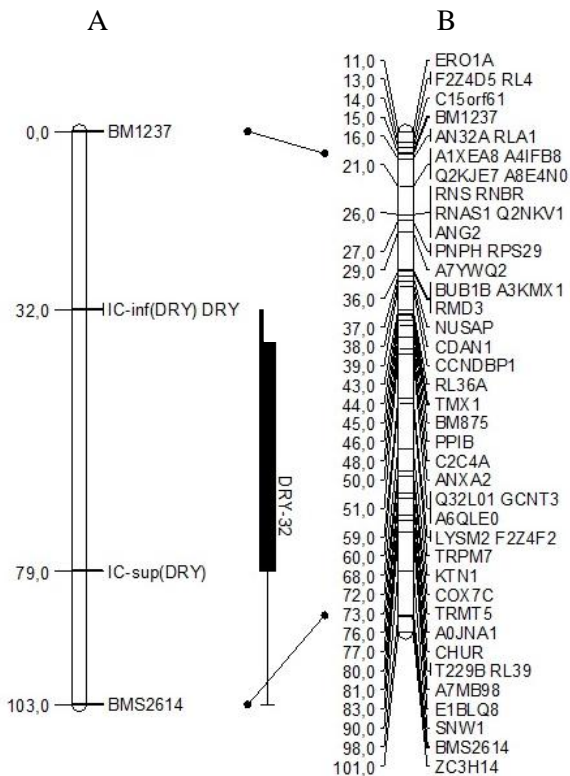 A
0,0 BM1237
32,0 IC-inf(DRY) DRY
DRY-32
79,0 IC-sup(DRY)
103,0 BMS2614
B
11,0 ERO1A
13,0 F2Z4D5 RL4
14,0 C15orf61
15,0 BM1237
16,0 AN32A RLA1
21,0 A1XEA8 A4IFB8
Q2KJE7 A8E4N0
RNS RNBR
26,0 RNAS1 Q2NKV1
ANG2
27,0 PNPH RPS29
29,0 A7YWQ2
36,0 BUB1B A3KMX1
RMD3
37,0 NUSAP
38,0 CDAN1
39,0 CCNDBP1
43,0 RL36A
44,0 TMX1
45,0 BM875
46,0 PPIB
48,0 C2C4A
50,0 ANXA2
51,0 Q32L01 GCNT3
A6QLE0
59,0 LYSM2 F2Z4F2
60,0 TRPM7
68,0 KTN1
72,0 COX7C
73,0 TRMT5
76,0 A0JNA1
77,0 CHUR
80,0 T229B RL39
81,0 A7MB98
83,0 E1BLQ8
90,0 SNW1
98,0 BMS2614
101,0 ZC3H14